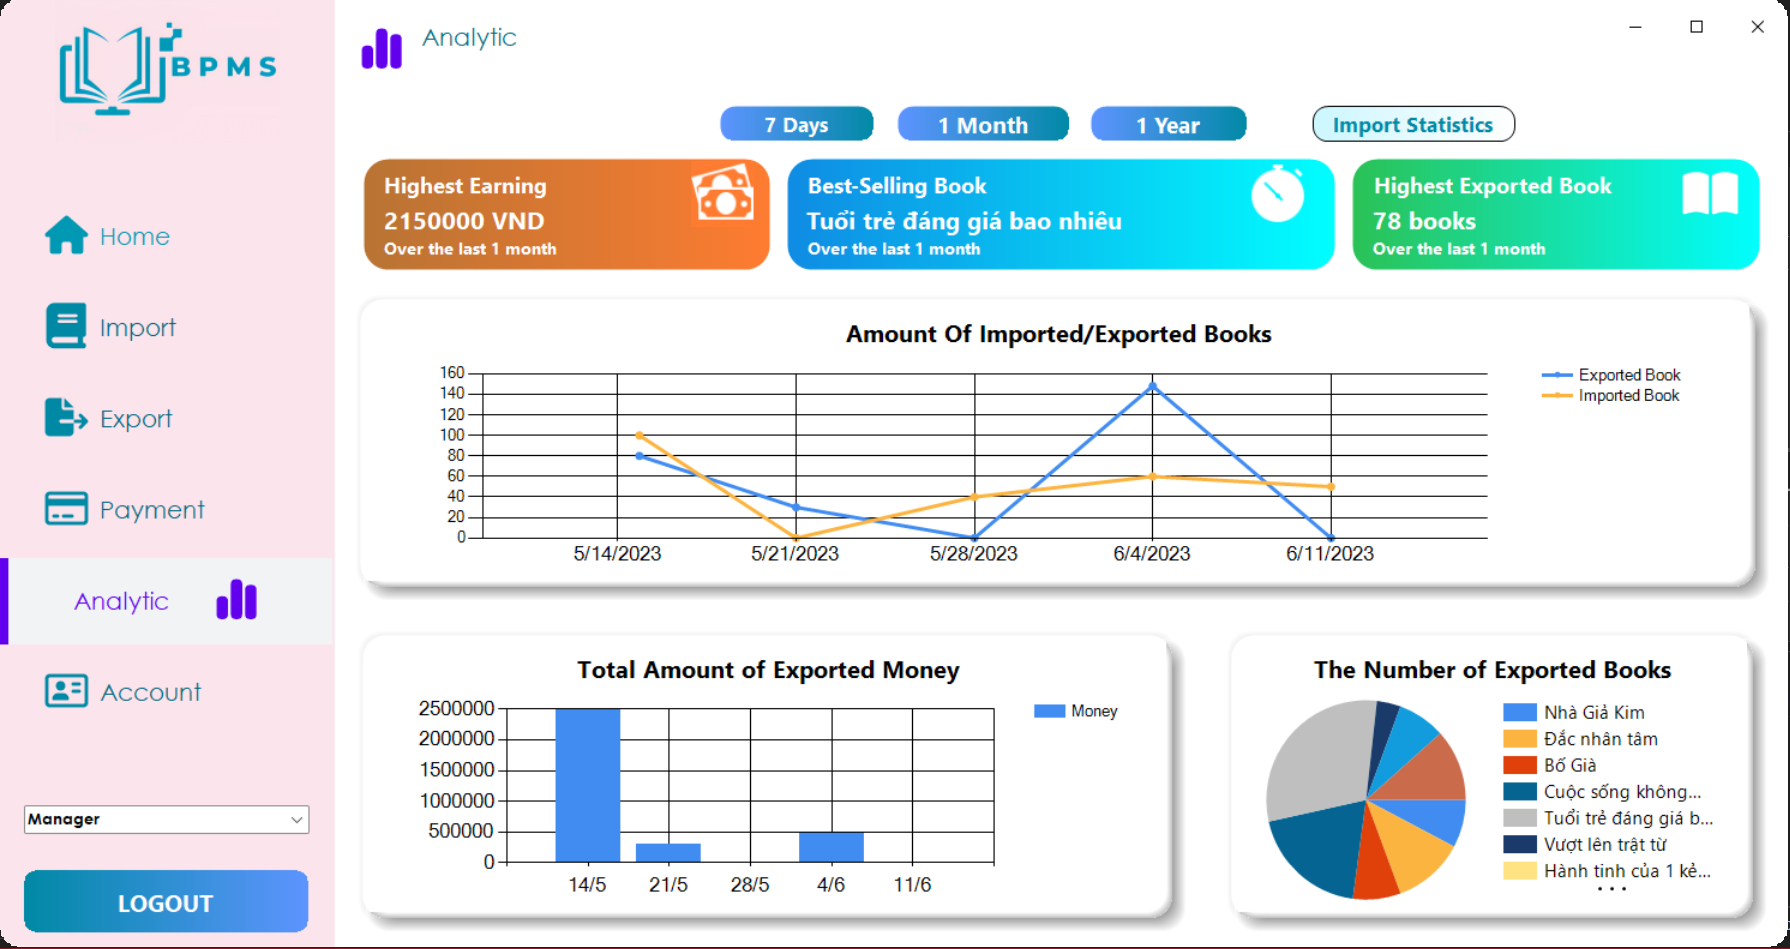 BPMS
Analytic
Home
Import
Export
Payment
Analytic
Account
Manager
LOGOUT
7 Days
1 Month
1 Year
Import Statistics
Highest Earning
2150000 VND
Over the last 1 month
Best-Selling Book
Tuổi trẻ đáng giá bao nhiêu
Over the last 1 month
Highest Exported Book
78 books
Over the last 1 month
Amount Of Imported/Exported Books
160
140
120
100
80
60
40
20
0
5/14/2023
5/21/2023
5/28/2023
6/4/2023
6/11/2023
Exported Book
Imported Book
Total Amount of Exported Money
2500000
2000000
1500000
1000000
500000
0
14/5
21/5
28/5
4/6
11/6
Money
The Number of Exported Books
Nhà Giả Kim
Đắc nhân tâm
Bố Già
Cuộc sống không...
Tuổi trẻ đáng giá b...
Vượt lên trật từ
Hành tinh của 1 kẻ...
...